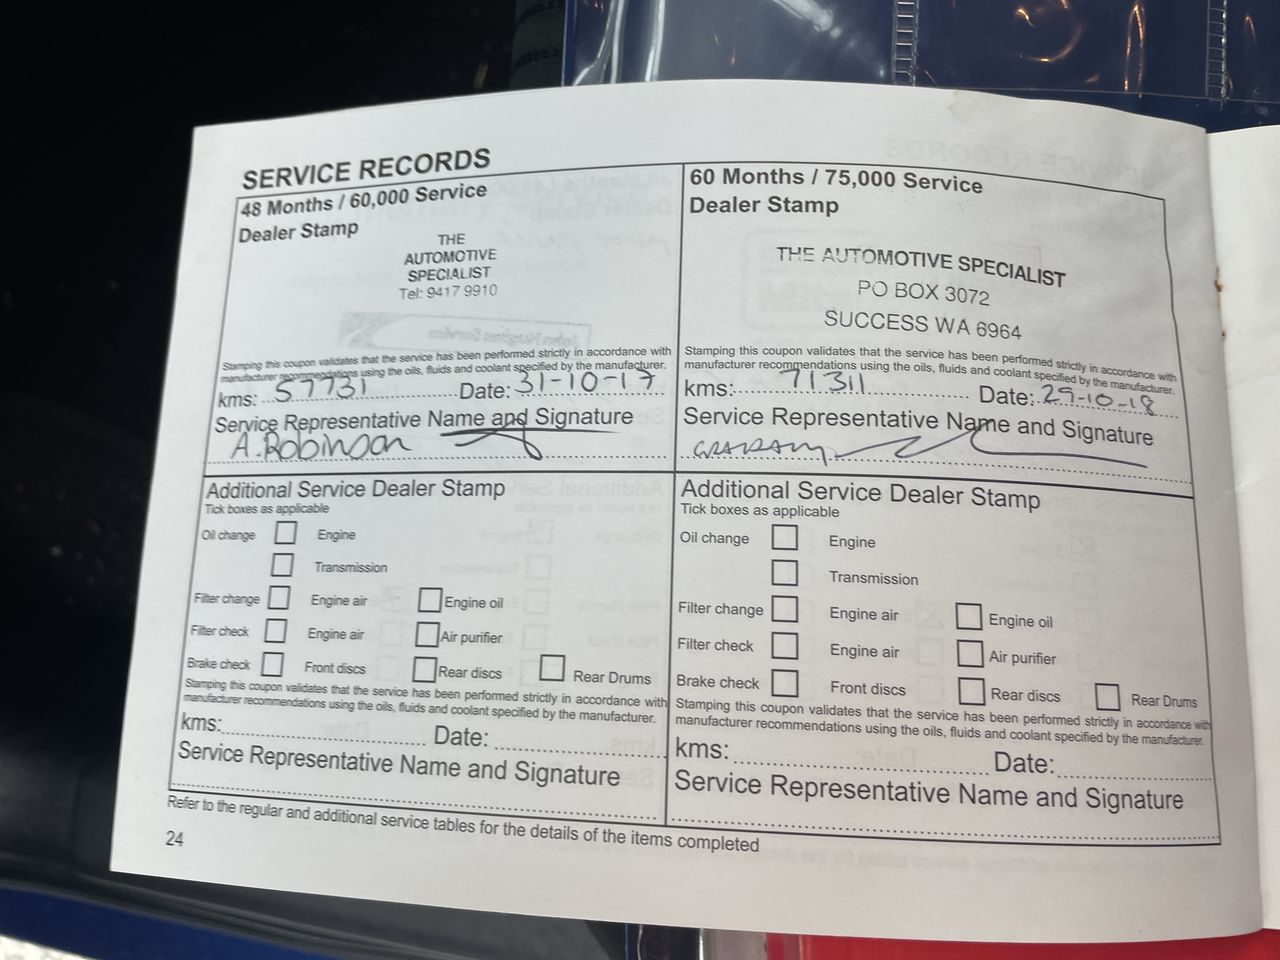 SERVICE RECORDS
48 Months / 60,000 Service
Dealer Stamp
THE
AUTOMOTIVE
SPECIALIST
Tel: 9417 9910
Stamping this coupon validates that the service has been performed strictly in accordance with
manufacturer recommendations using the oils, fluids and coolant specified by the manufacturer.
kms: 57731 Date: 31-10-17
Service Representative Name and Signature
A. Robinson
Additional Service Dealer Stamp
Tick boxes as applicable
Oil change Engine
Transmission
Filter change Engine air Engine oil
Filter check Engine air Air purifier
Brake check Front discs Rear discs Rear Drums
Stamping this coupon validates that the service has been performed strictly in accordance with
manufacturer recommendations using the oils, fluids and coolant specified by the manufacturer.
kms: Date:
Service Representative Name and Signature
60 Months / 75,000 Service
Dealer Stamp
THE AUTOMOTIVE SPECIALIST
PO BOX 3072
SUCCESS WA 6964
Stamping this coupon validates that the service has been performed strictly in accordance with
manufacturer recommendations using the oils, fluids and coolant specified by the manufacturer.
kms: 71311 Date: 29-10-18
Service Representative Name and Signature
Additional Service Dealer Stamp
Tick boxes as applicable
Oil change Engine
Transmission
Filter change Engine air Engine oil
Filter check Engine air Air purifier
Brake check Front discs Rear discs Rear Drums
Stamping this coupon validates that the service has been performed strictly in accordance with
manufacturer recommendations using the oils, fluids and coolant specified by the manufacturer.
kms: Date:
Service Representative Name and Signature
Refer to the regular and additional service tables for the details of the items completed
24